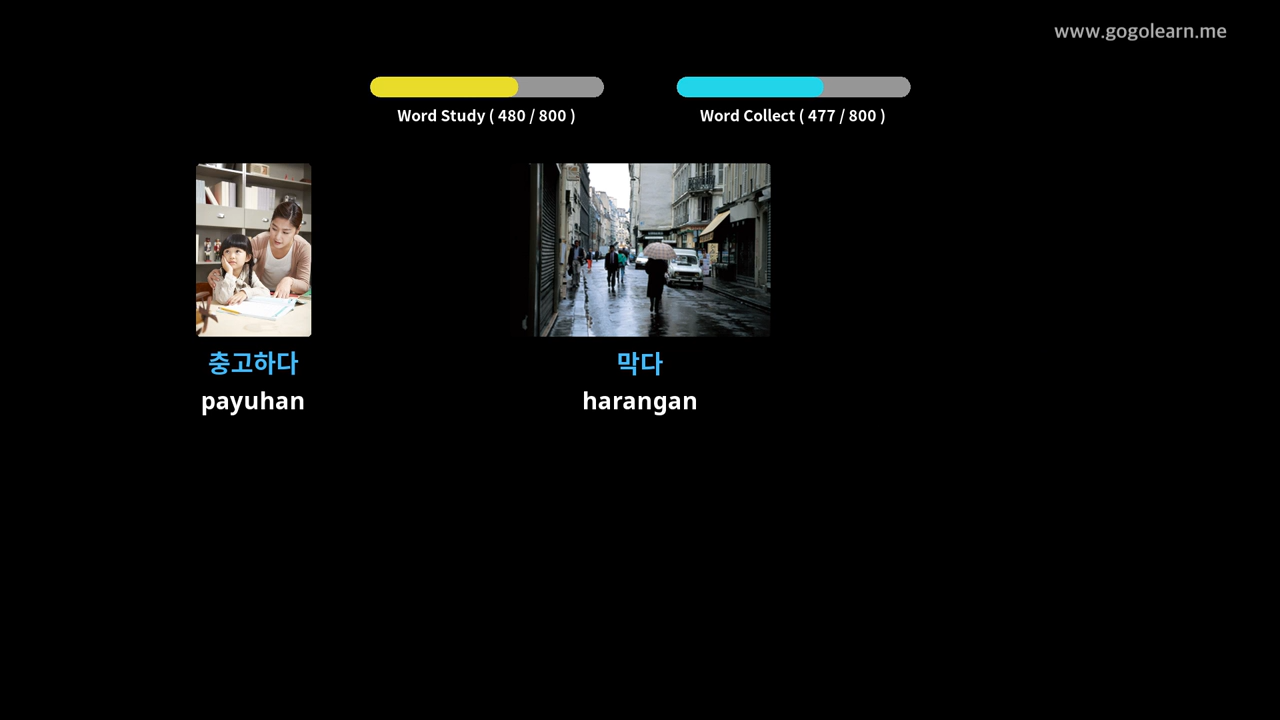 www.gogolearn.me
Word Study ( 480 / 800 )
Word Collect ( 477 / 800 )
충고하다
payuhan
막다
harangan